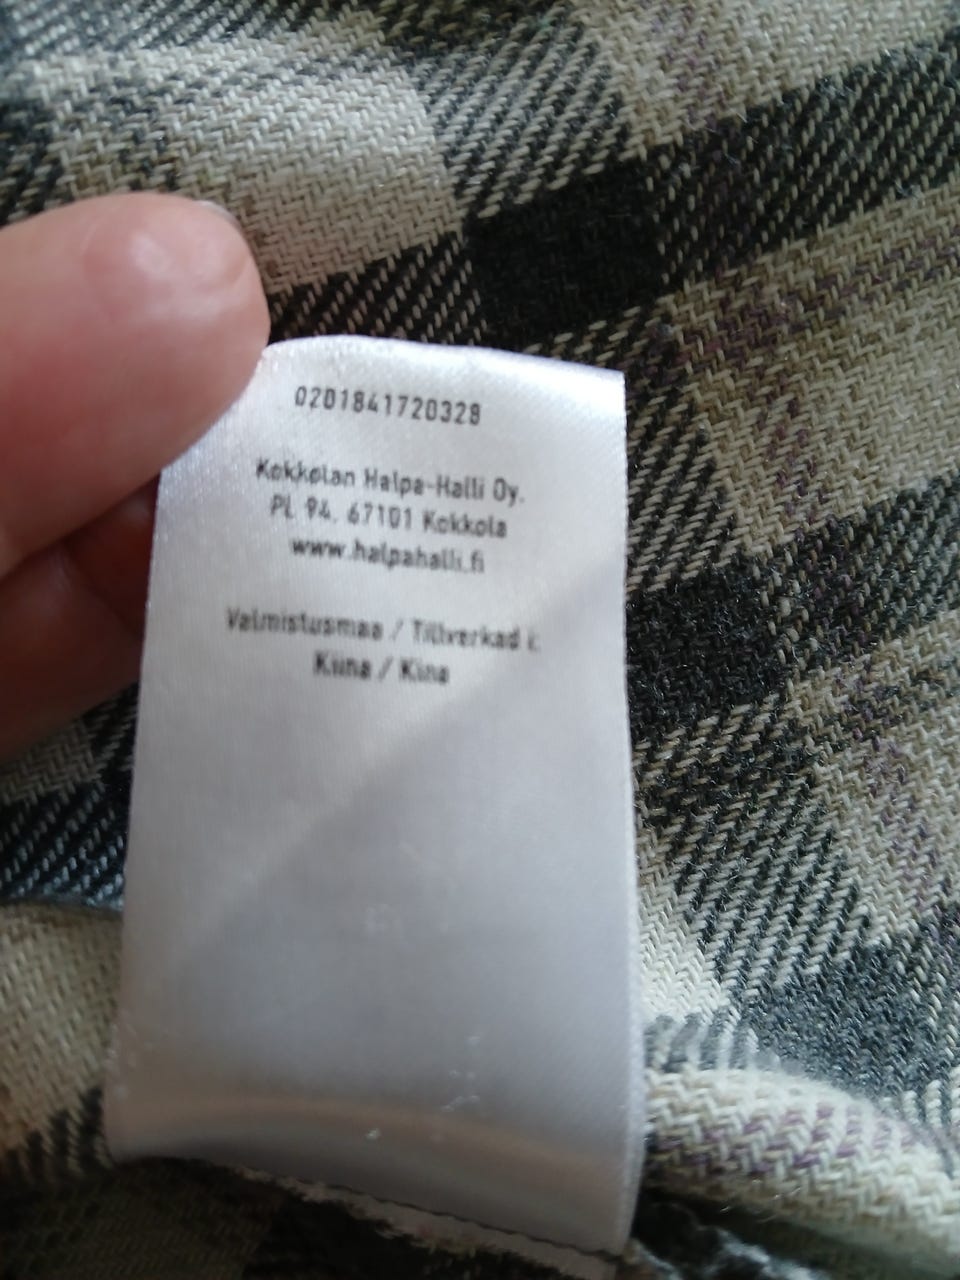 0201841720328
Kokkolan Halpa-Halli Oy.
PL 94. 67101 Kokkola
www.halpahalli.fi
Valmistusmaa / Tillverkad i:
Kiina / Kina